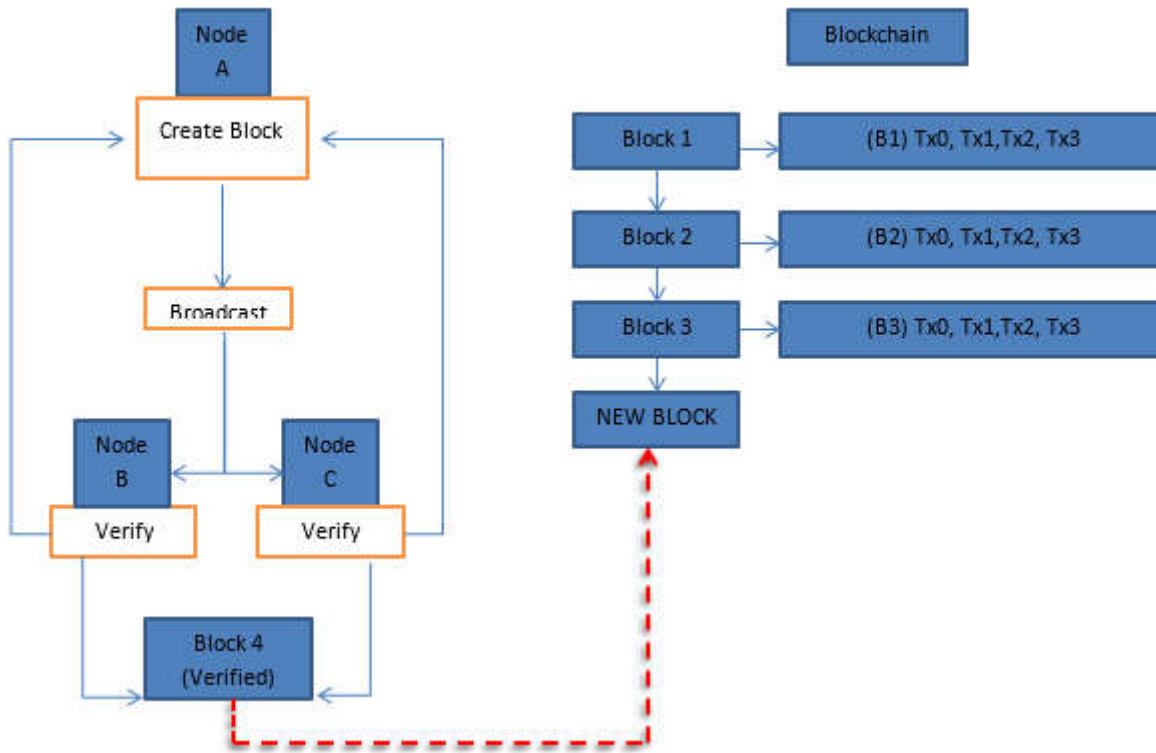 Node
A
Create Block
Broadcast
Node
B
Node
C
Verify
Verify
Block 4
(Verified)
Blockchain
Block 1
(B1) Tx0, Tx1,Tx2, Tx3
Block 2
(B2) Tx0, Tx1,Tx2, Tx3
Block 3
(B3) Tx0, Tx1,Tx2, Tx3
NEW BLOCK